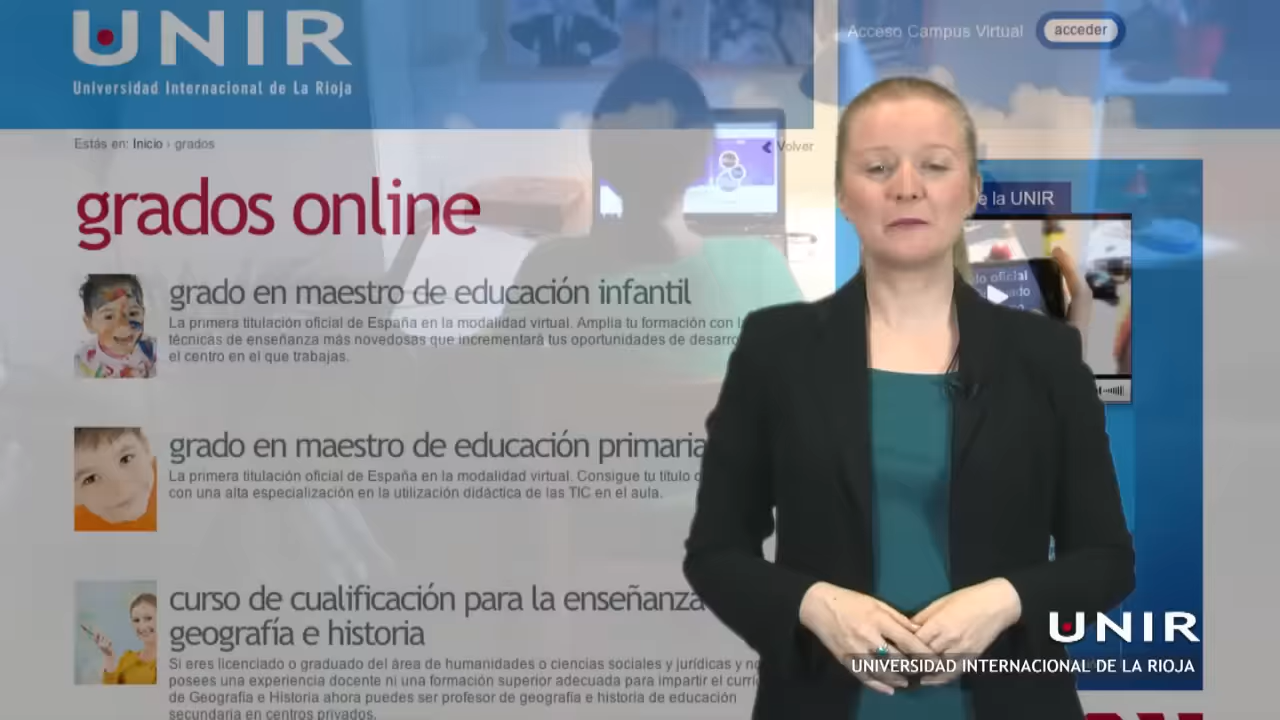 UNIR
Universidad Internacional de La Rioja
Acceso Campus Virtual
acceder
Estás en: Inicio › grados
Volver
grados online
e la UNIR
grado en maestro de educación infantil
La primera titulación oficial de España en la modalidad virtual. Amplia tu formación con
técnicas de enseñanza más novedosas que incrementará tus oportunidades de
el centro en el que trabajas.
grado en maestro de educación primaria
La primera titulación oficial de España en la modalidad virtual. Consigue tu título
con una alta especialización en la utilización didáctica de las TIC en el aula.
curso de cualificación para la enseñanza
geografía e historia
Si eres licenciado o graduado del área de humanidades o ciencias sociales y jurídicas y
posees una experiencia docente ni una formación superior adecuada para impartir el
de Geografía e Historia ahora puedes ser profesor de geografía e historia de educación
secundaria en centros privados.
UNIR
UNIVERSIDAD INTERNACIONAL DE LA RIOJA